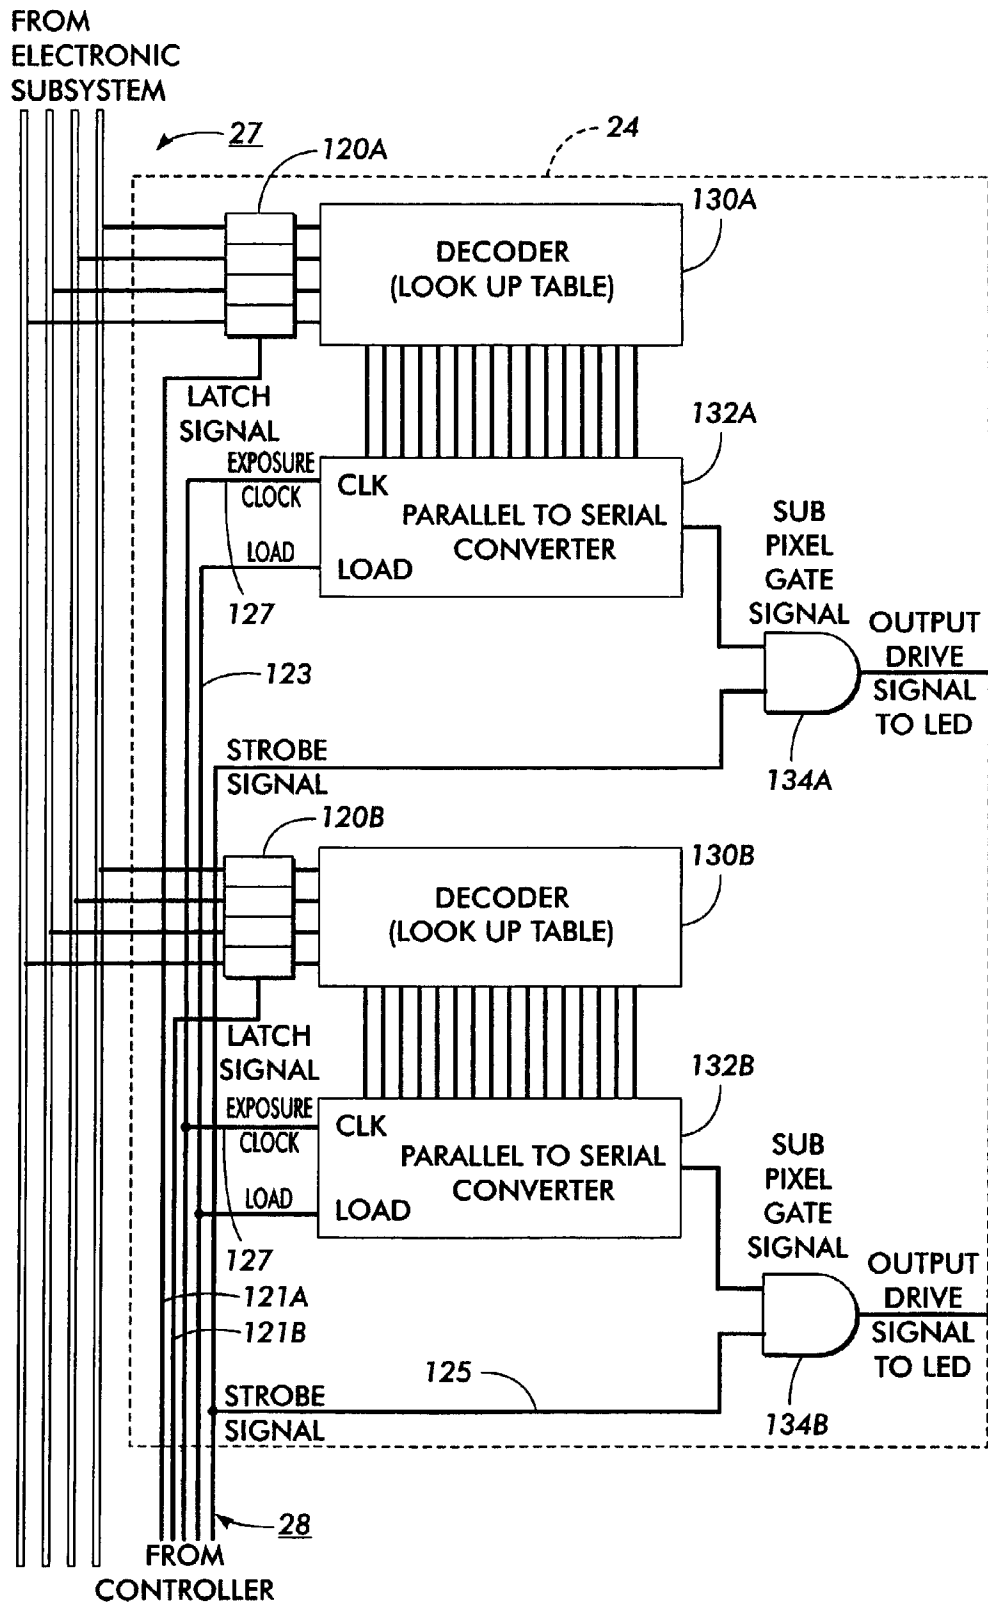 FROM
ELECTRONIC
SUBSYSTEM
27
120A
24
130A
DECODER
(LOOK UP TABLE)
LATCH
SIGNAL
132A
EXPOSURE
CLOCK
CLK
PARALLEL TO SERIAL
CONVERTER
LOAD
LOAD
127
SUB
PIXEL
GATE
SIGNAL
OUTPUT
DRIVE
SIGNAL
TO LED
123
134A
STROBE
SIGNAL
120B
130B
DECODER
(LOOK UP TABLE)
LATCH
SIGNAL
132B
EXPOSURE
CLOCK
CLK
PARALLEL TO SERIAL
CONVERTER
LOAD
LOAD
127
SUB
PIXEL
GATE
SIGNAL
OUTPUT
DRIVE
SIGNAL
TO LED
121A
121B
125
134B
STROBE
SIGNAL
28
FROM
CONTROLLER